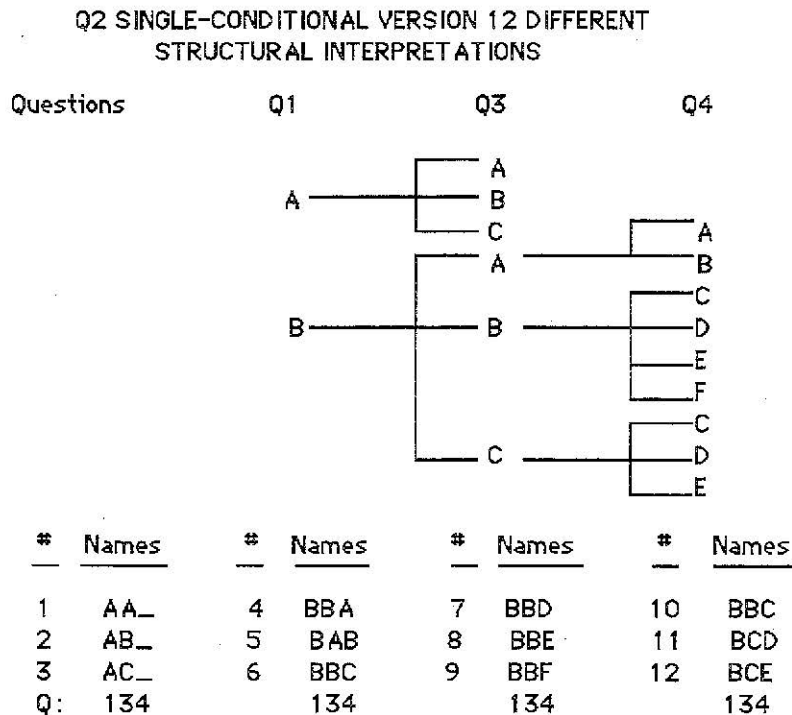 Q2 SINGLE-CONDITIONAL VERSION 12 DIFFERENT
STRUCTURAL INTERPRETATIONS
Questions Q1 Q3 Q4
A
A B
C A
A B
C
B B D
E
F
C
C D
E
# Names # Names # Names # Names
1 AA_ 4 BBA 7 BBD 10 BBC
2 AB_ 5 BAB 8 BBE 11 BCD
3 AC_ 6 BBC 9 BBF 12 BCE
Q: 134 134 134 134